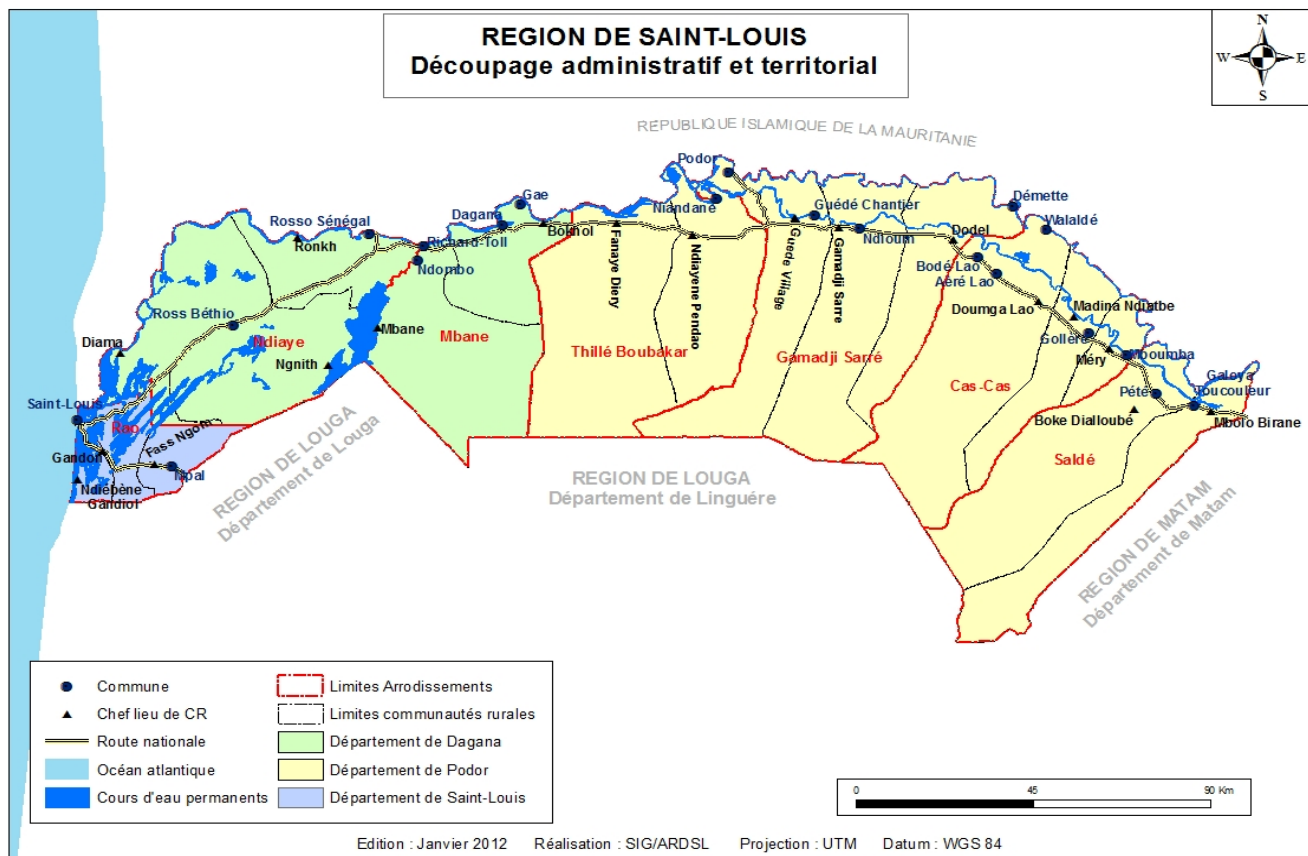 REGION DE SAINT-LOUIS
Découpage administratif et territorial
N
W
E
S
REPUBLIQUE ISLAMIQUE DE LA MAURITANIE
Podor
Gae
Niandané
Guédé Chantier
Démette
Walaldé
Rosso Sénégal
Dagana
Ronkh
Richard-Toll
Bokhol
Fanaye Diery
Ndiayene Pendao
Guede Village
Gamadji Sarre
Ndioum
Dodel
Ndombo
Bodé Lao
Aéré Lao
Ross Béthio
Ndiaye
Mbane
Mbane
Thillé Boubakar
Gamadji Sarré
Doumga Lao
Madina Ndiatbe
Golléré
Diama
Ngnith
Méry
Mboumba
Cas-Cas
Galoya
Toucouleur
Pété
Saint-Louis
Rao
Boke Dialloubé
Mbolo Birane
Fass Ngom
Gandon
Mpal
Saldé
Ndiébène
Gandiol
REGION DE LOUGA
Département de Louga
REGION DE LOUGA
Département de Linguére
REGION DE MATAM
Département de Matam
Commune
Chef lieu de CR
Route nationale
Océan atlantique
Cours d'eau permanents
Limites Arrodissements
Limites communautés rurales
Département de Dagana
Département de Podor
Département de Saint-Louis
0 45 90 Km
Edition : Janvier 2012 Réalisation : SIG/ARDSL Projection : UTM Datum : WGS 84